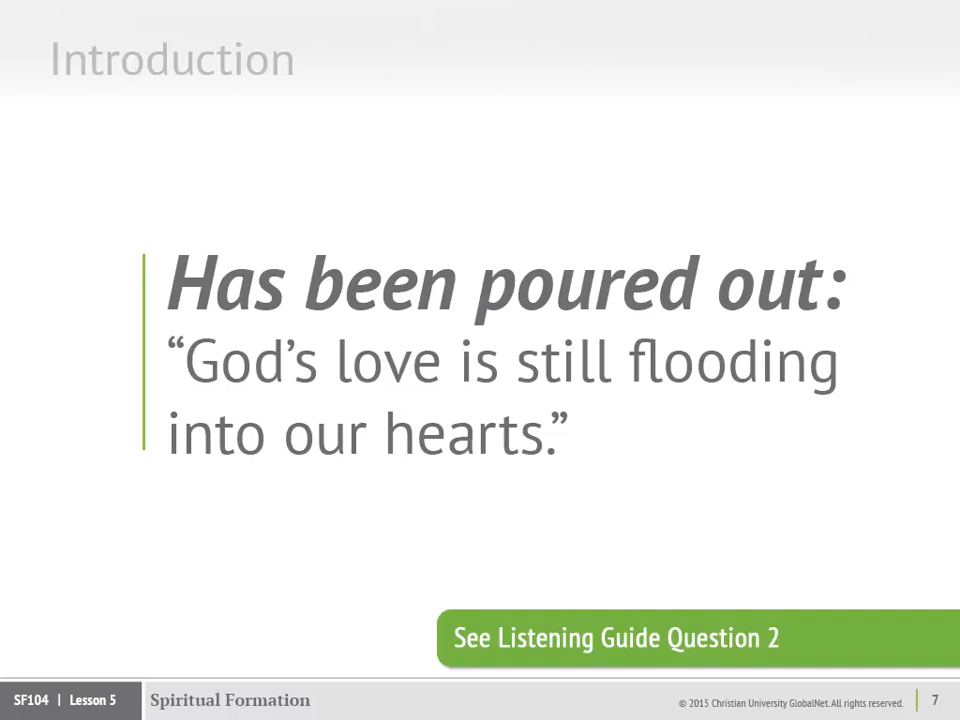 Introduction
Has been poured out:
“God’s love is still flooding
into our hearts.”
See Listening Guide Question 2
SF104 | Lesson 5
Spiritual Formation
© 2015 Christian University GlobalNet. All rights reserved.
7